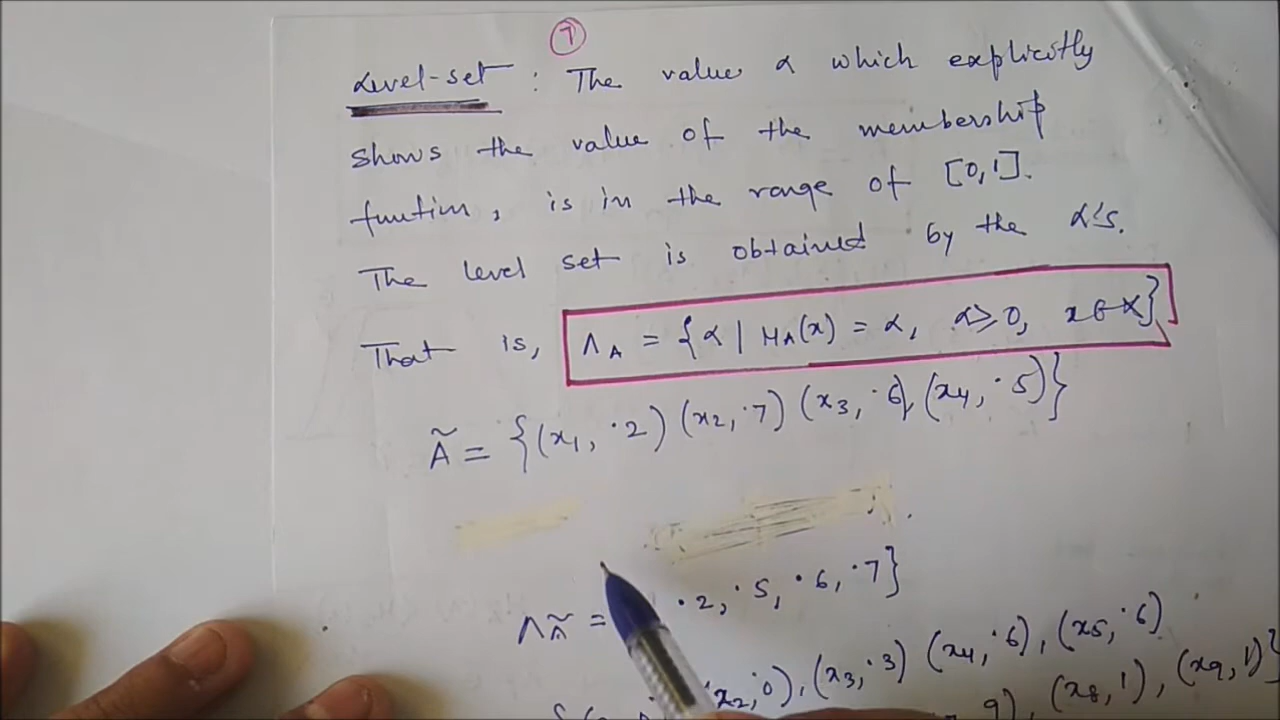 7
Level-set : The value α which explicitly
shows the value of the membership
function, is in the range of [0,1].
The level set is obtained by the α's.
That is, Λ_A = {α | μ_A(x) = α, α≥0, x∈X}
Ã = {(x1, .2) (x2, .7) (x3, .6), (x4, .5)}
Λ_Ã = .2, .5, .6, .7}
(x2, 0), (x3, .3) (x4, .6), (x5, .6)
9), (x8, 1), (x9, 1)}